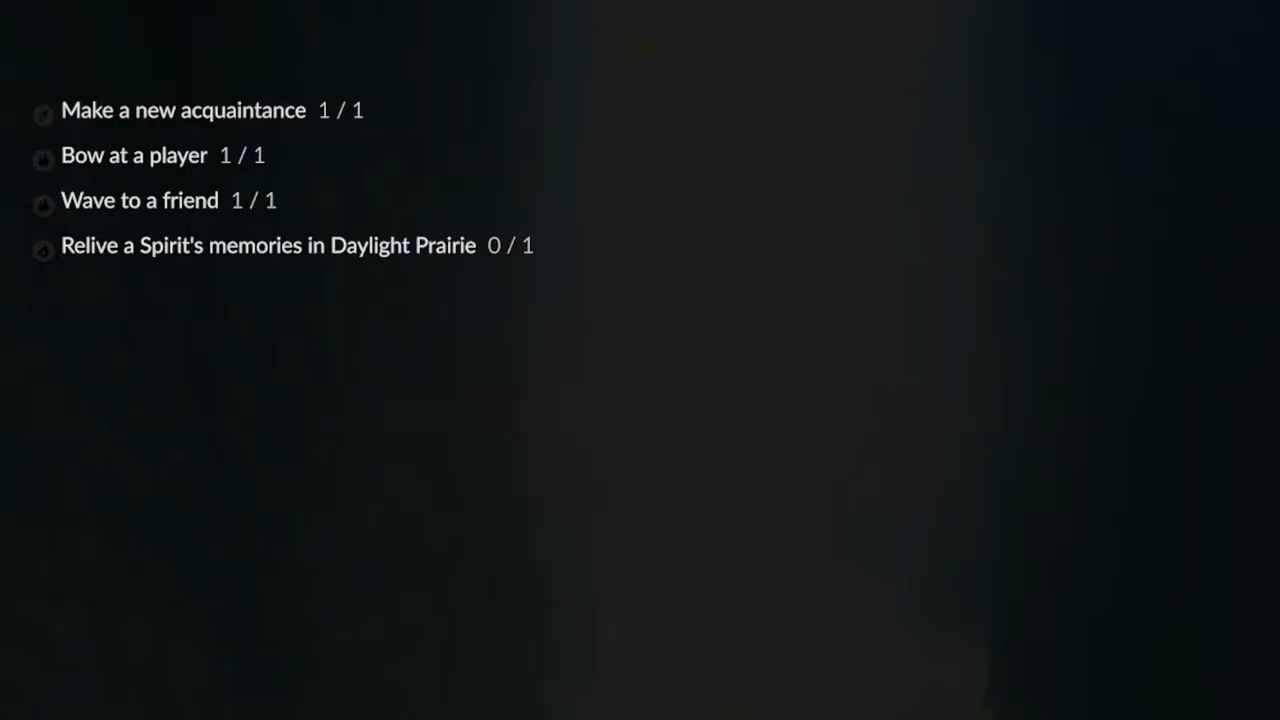 Make a new acquaintance 1 / 1
Bow at a player 1 / 1
Wave to a friend 1 / 1
Relive a Spirit's memories in Daylight Prairie 0 / 1